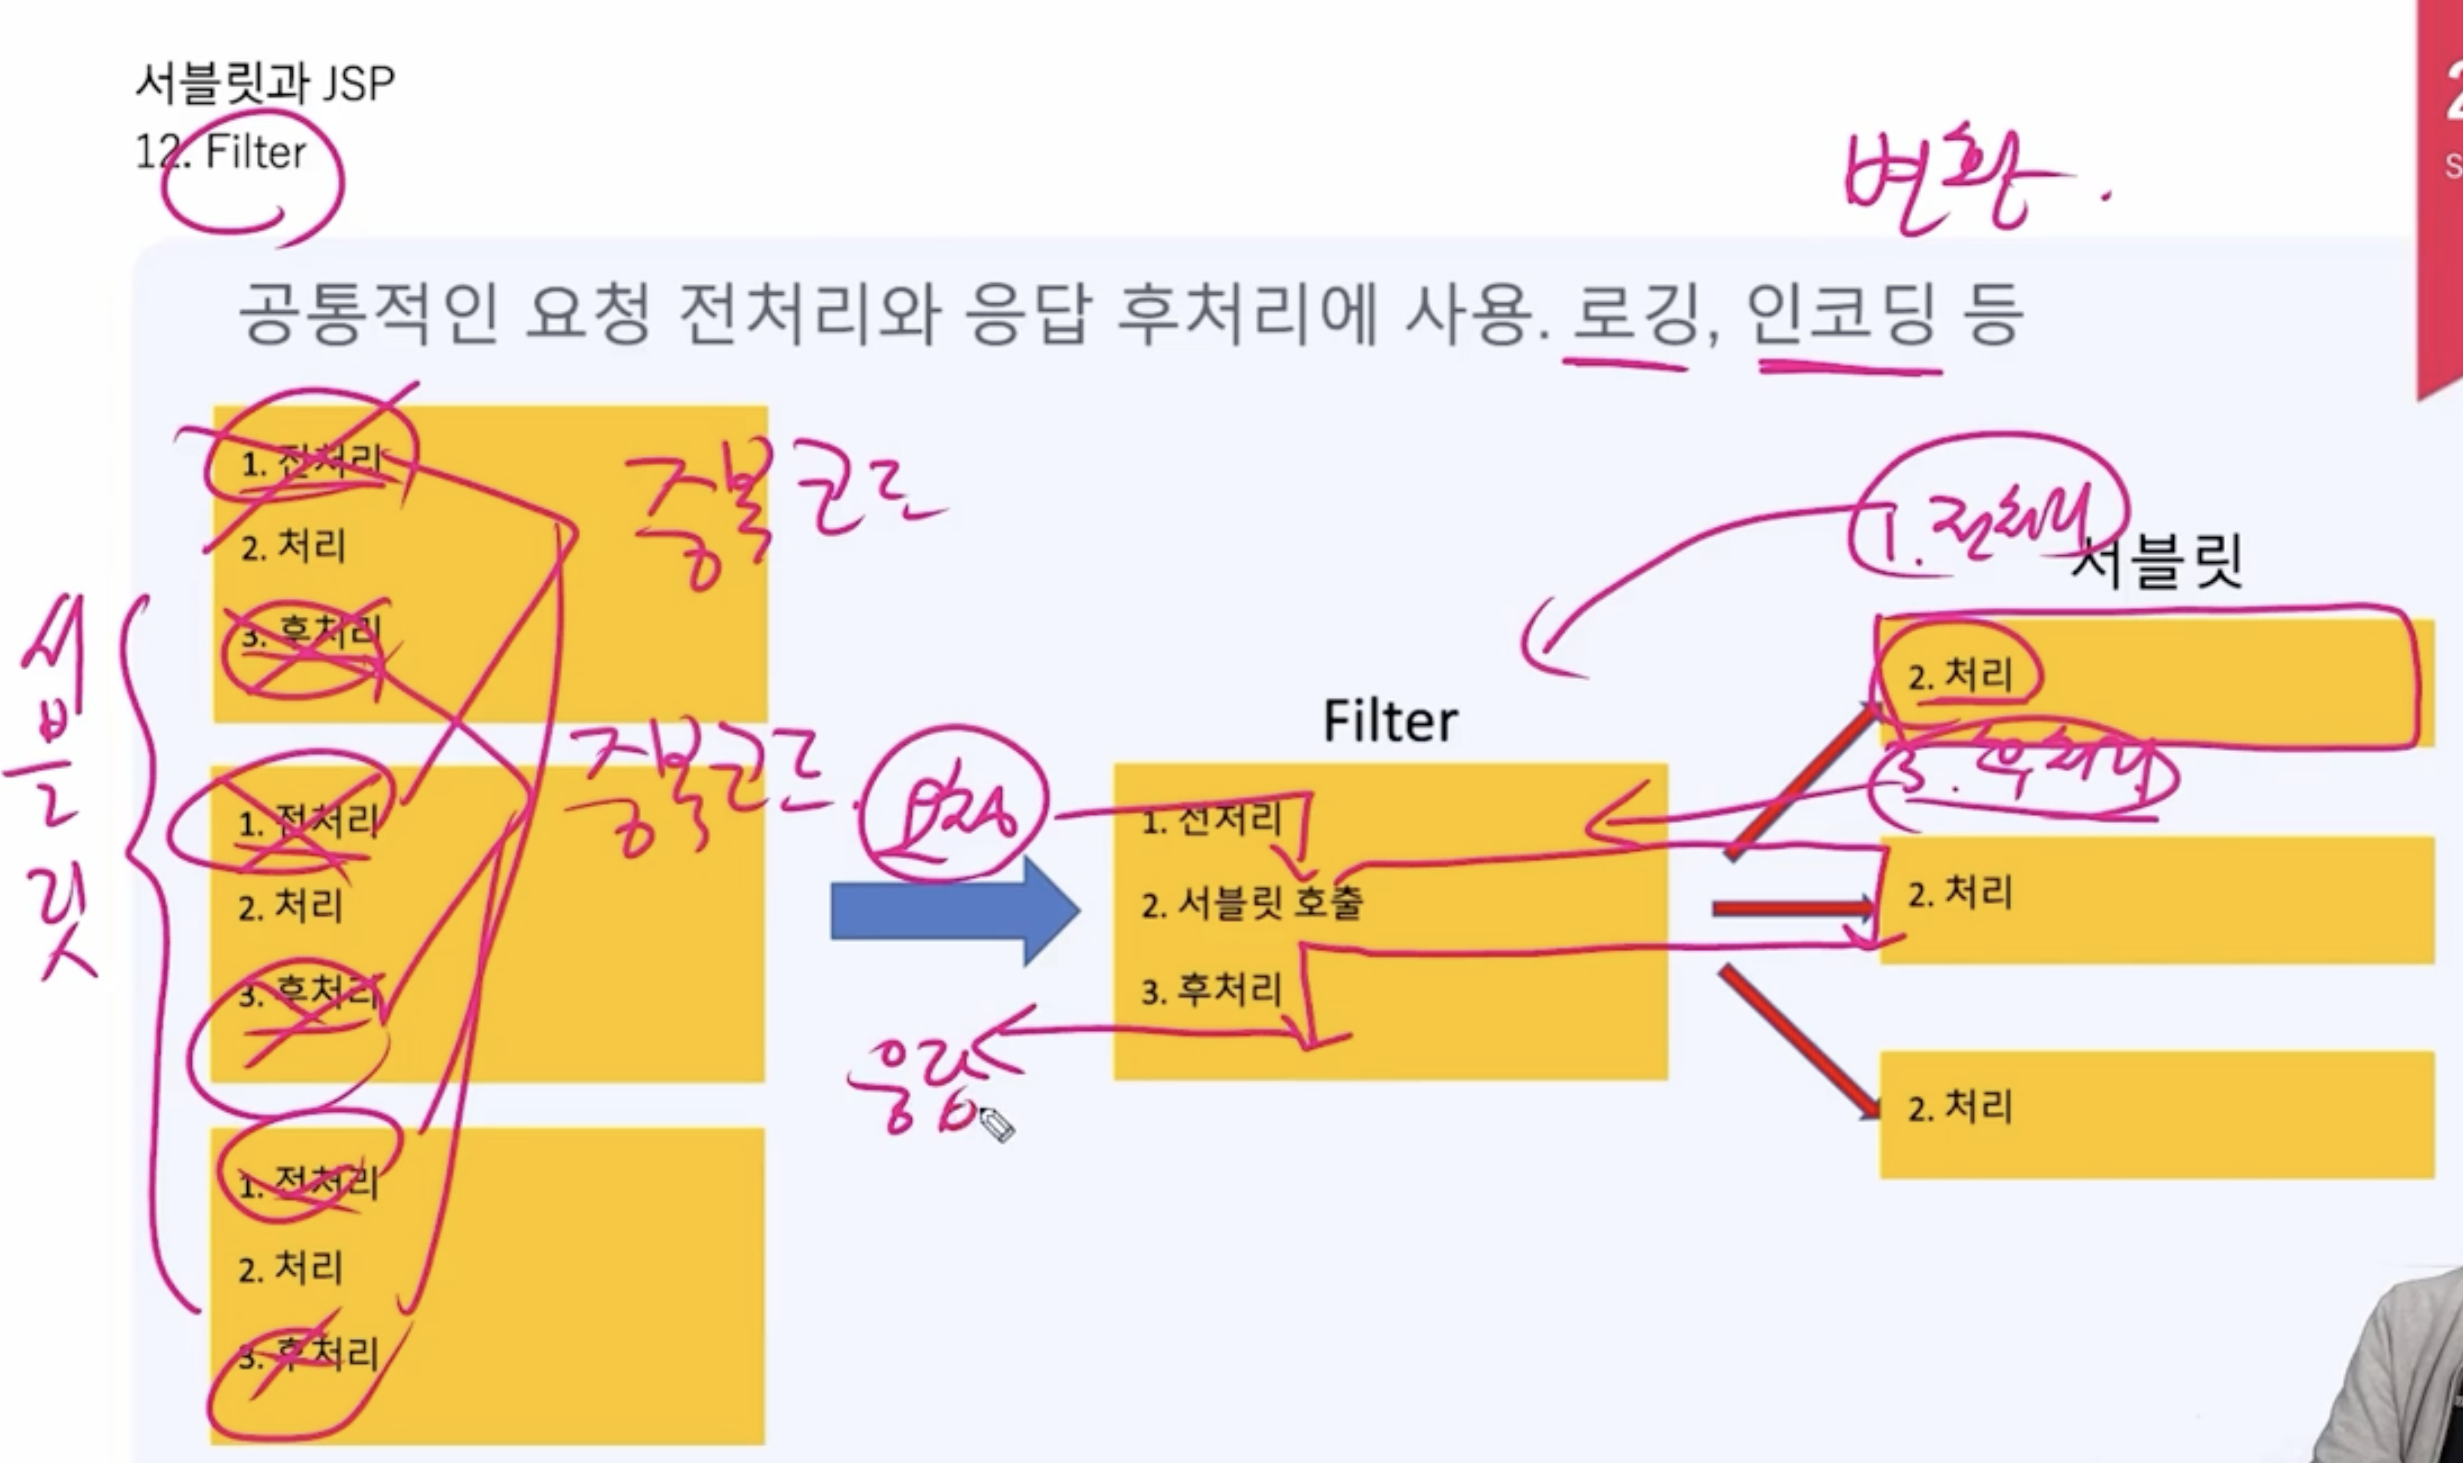 서블릿과 JSP
12. Filter
변환.
공통적인 요청 전처리와 응답 후처리에 사용. 로깅, 인코딩 등
1. 전처리
2. 처리
3. 후처리
중복코드
서블릿
1. 전처리
2. 처리
3. 후처리
중복코드.
1. 전처리
2. 처리
3. 후처리
요청
Filter
1. 전처리
2. 서블릿 호출
3. 후처리
응답
1. 전처리
서블릿
2. 처리
3. 후처리
2. 처리
2. 처리